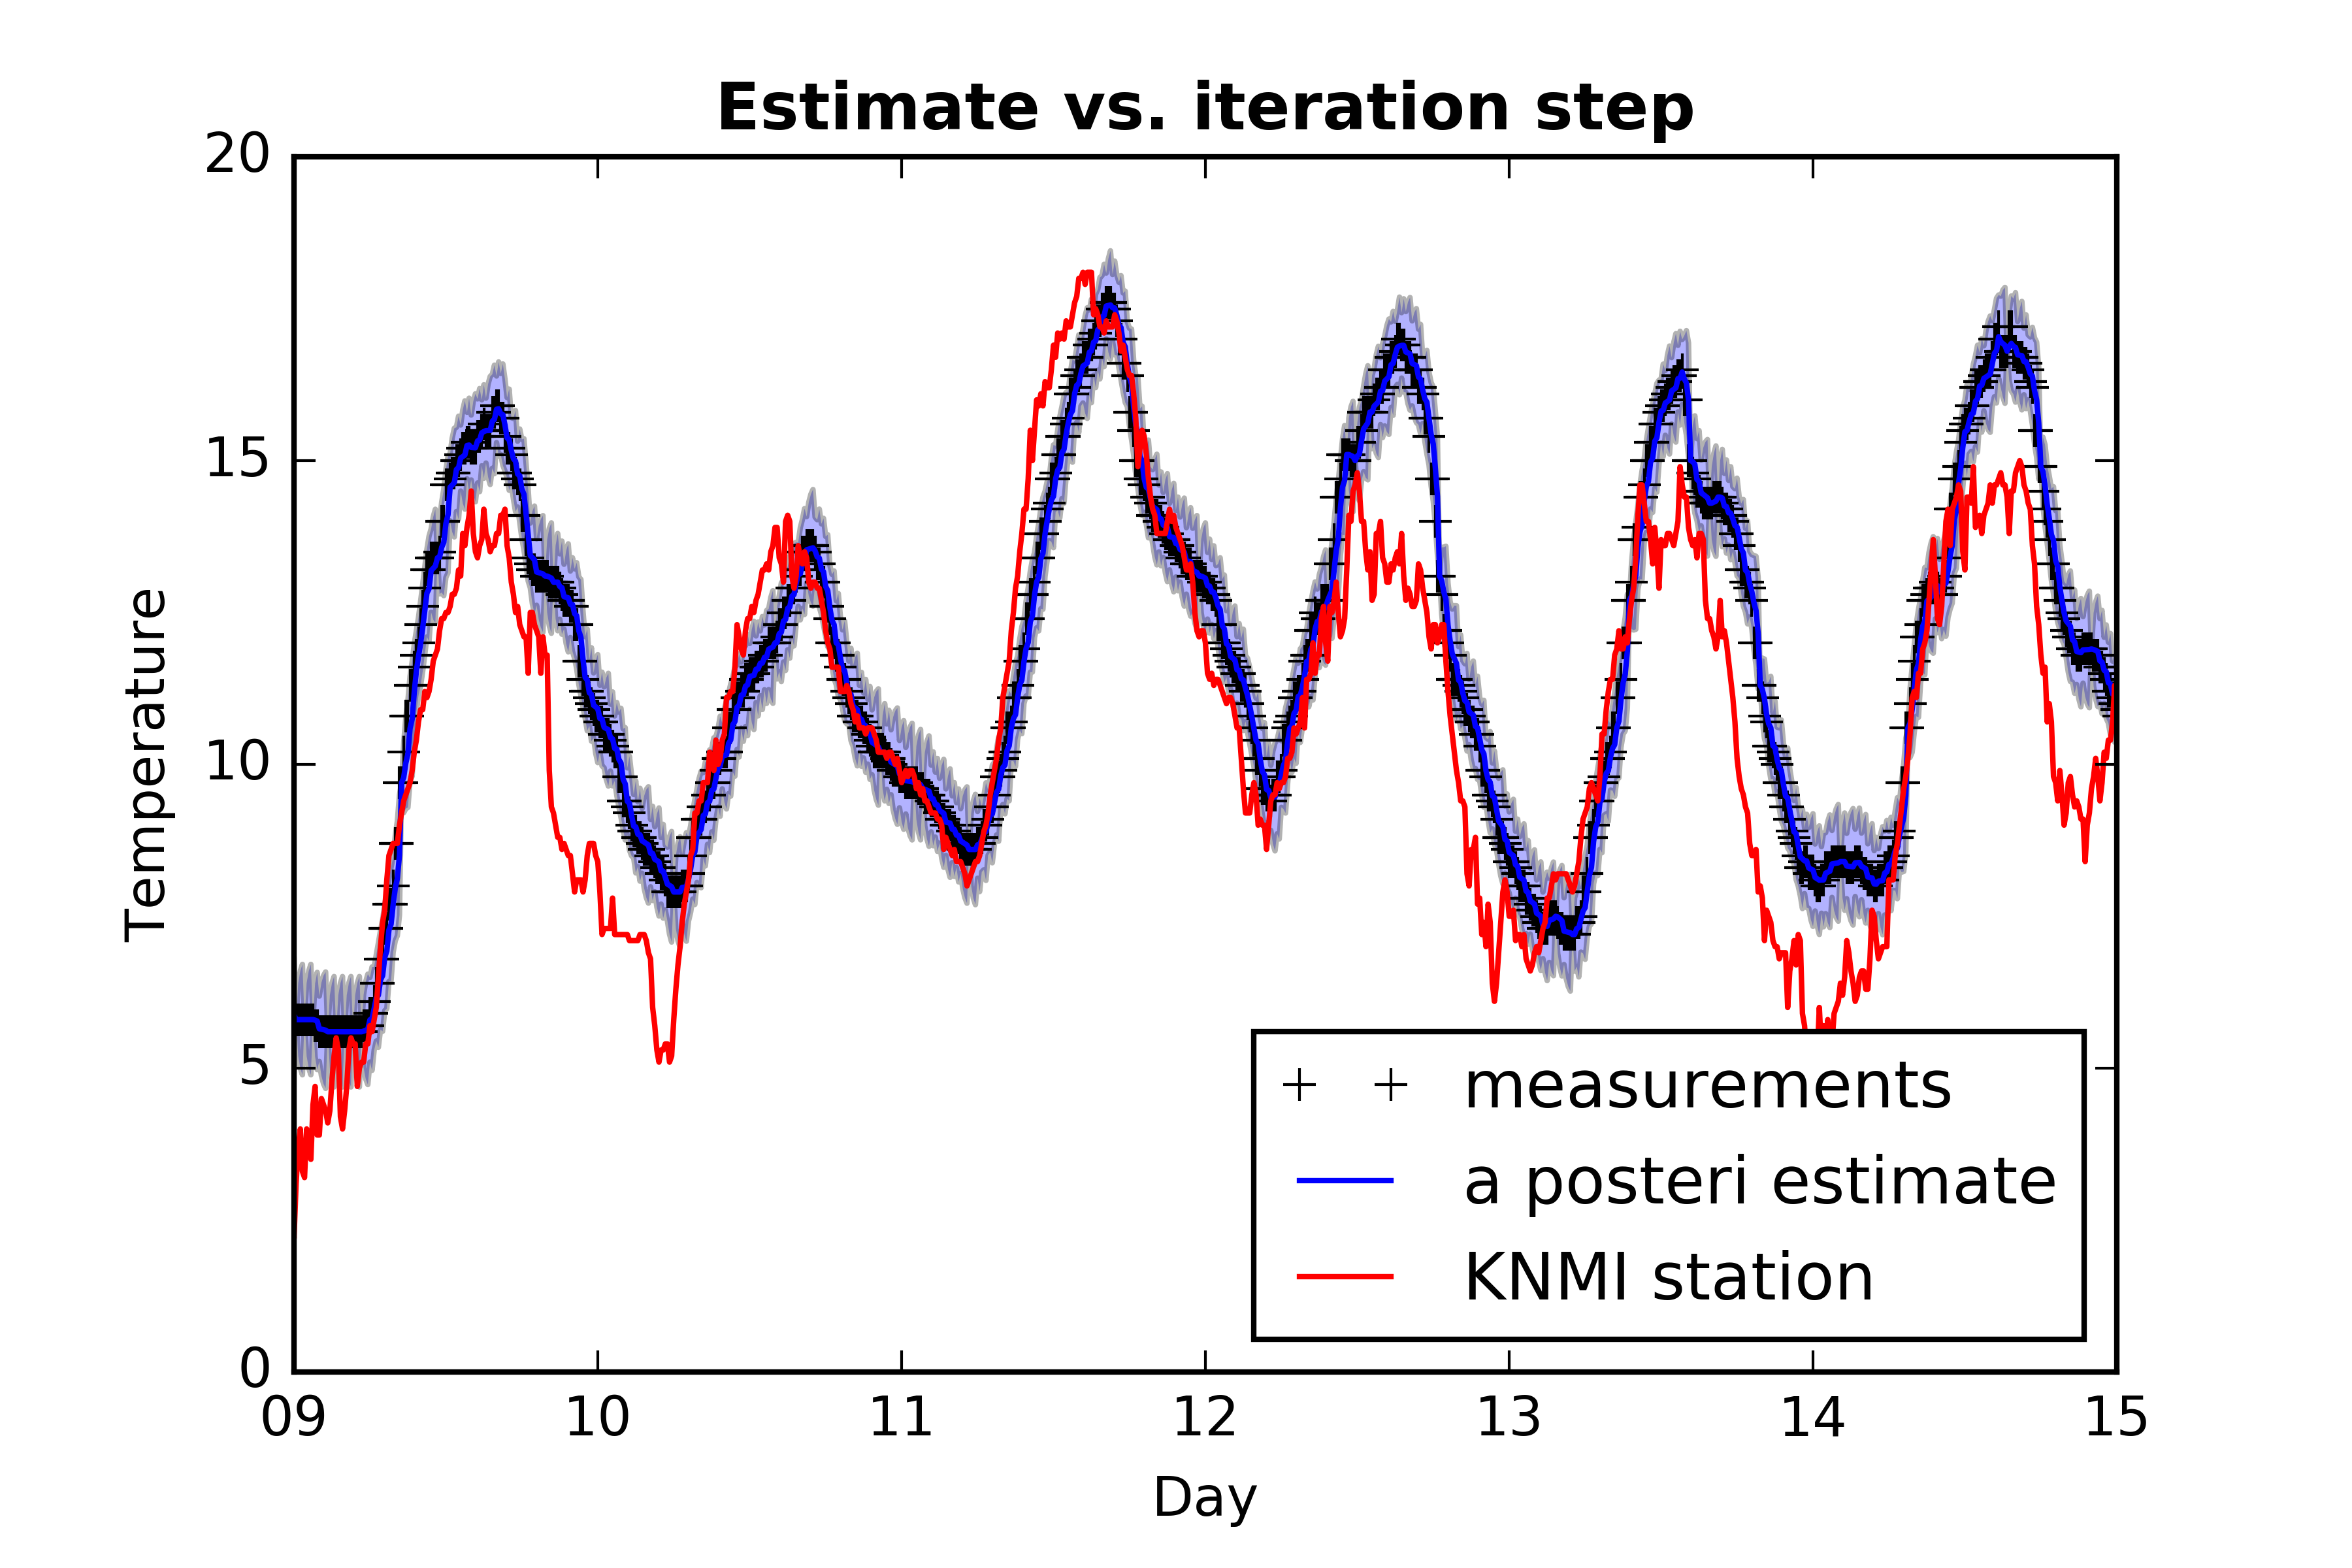 Estimate vs. iteration step
20
15
10
5
0
Temperature
measurements
a posteri estimate
KNMI station
09 10 11 12 13 14 15
Day